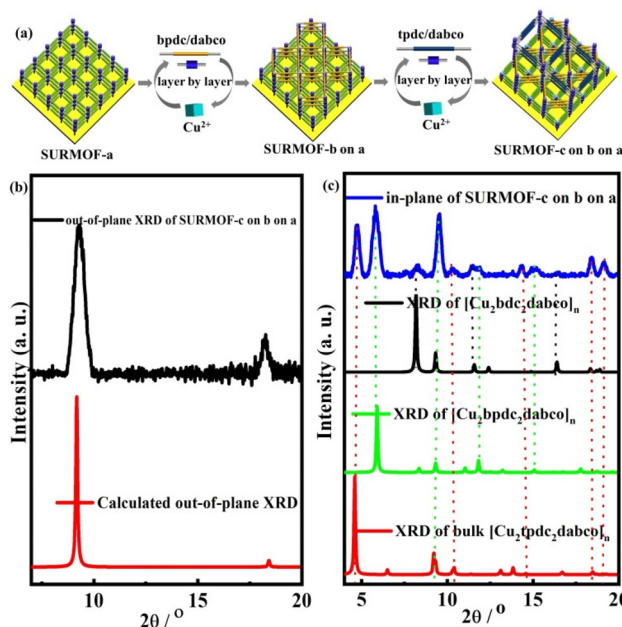 (a)
bpdc/dabco
tpdc/dabco
layer by layer
layer by layer
Cu²⁺
Cu²⁺
SURMOF-a
SURMOF-b on a
SURMOF-c on b on a
(b)
out-of-plane XRD of SURMOF-c on b on a
Calculated out-of-plane XRD
Intensity (a. u.)
10
15
20
2θ / °
(c)
in-plane of SURMOF-c on b on a
XRD of [Cu₂bdc₂dabco]ₙ
XRD of [Cu₂bpdc₂dabco]ₙ
XRD of bulk [Cu₂tpdc₂dabco]ₙ
Intensity (a. u.)
5
10
15
20
2θ / °